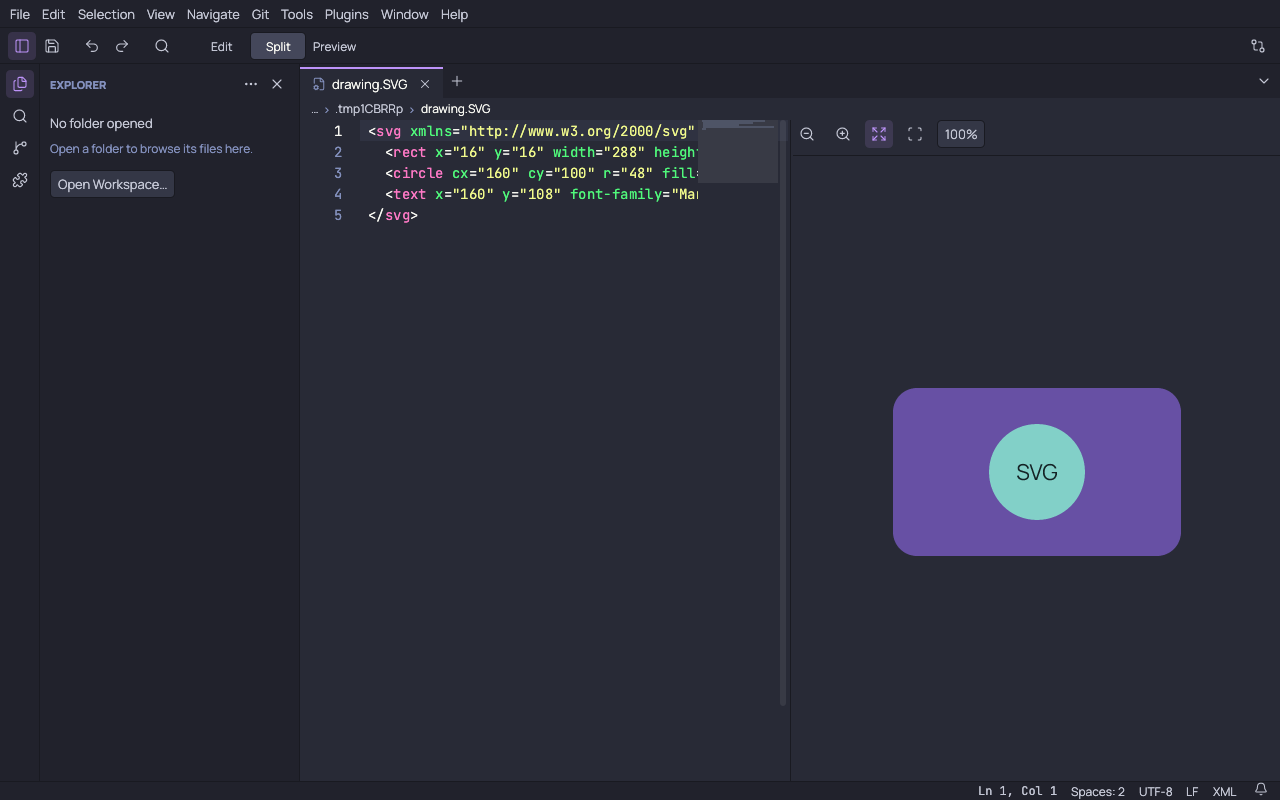 File Edit Selection View Navigate Git Tools Plugins Window Help
Edit Split Preview
EXPLORER
drawing.SVG
… › .tmp1CBRRp › drawing.SVG
No folder opened
Open a folder to browse its files here.
Open Workspace...
1 <svg xmlns="http://www.w3.org/2000/svg"
2 <rect x="16" y="16" width="288" height
3 <circle cx="160" cy="100" r="48" fill=
4 <text x="160" y="108" font-family="Man
5 </svg>
100%
SVG
Ln 1, Col 1 Spaces: 2 UTF-8 LF XML